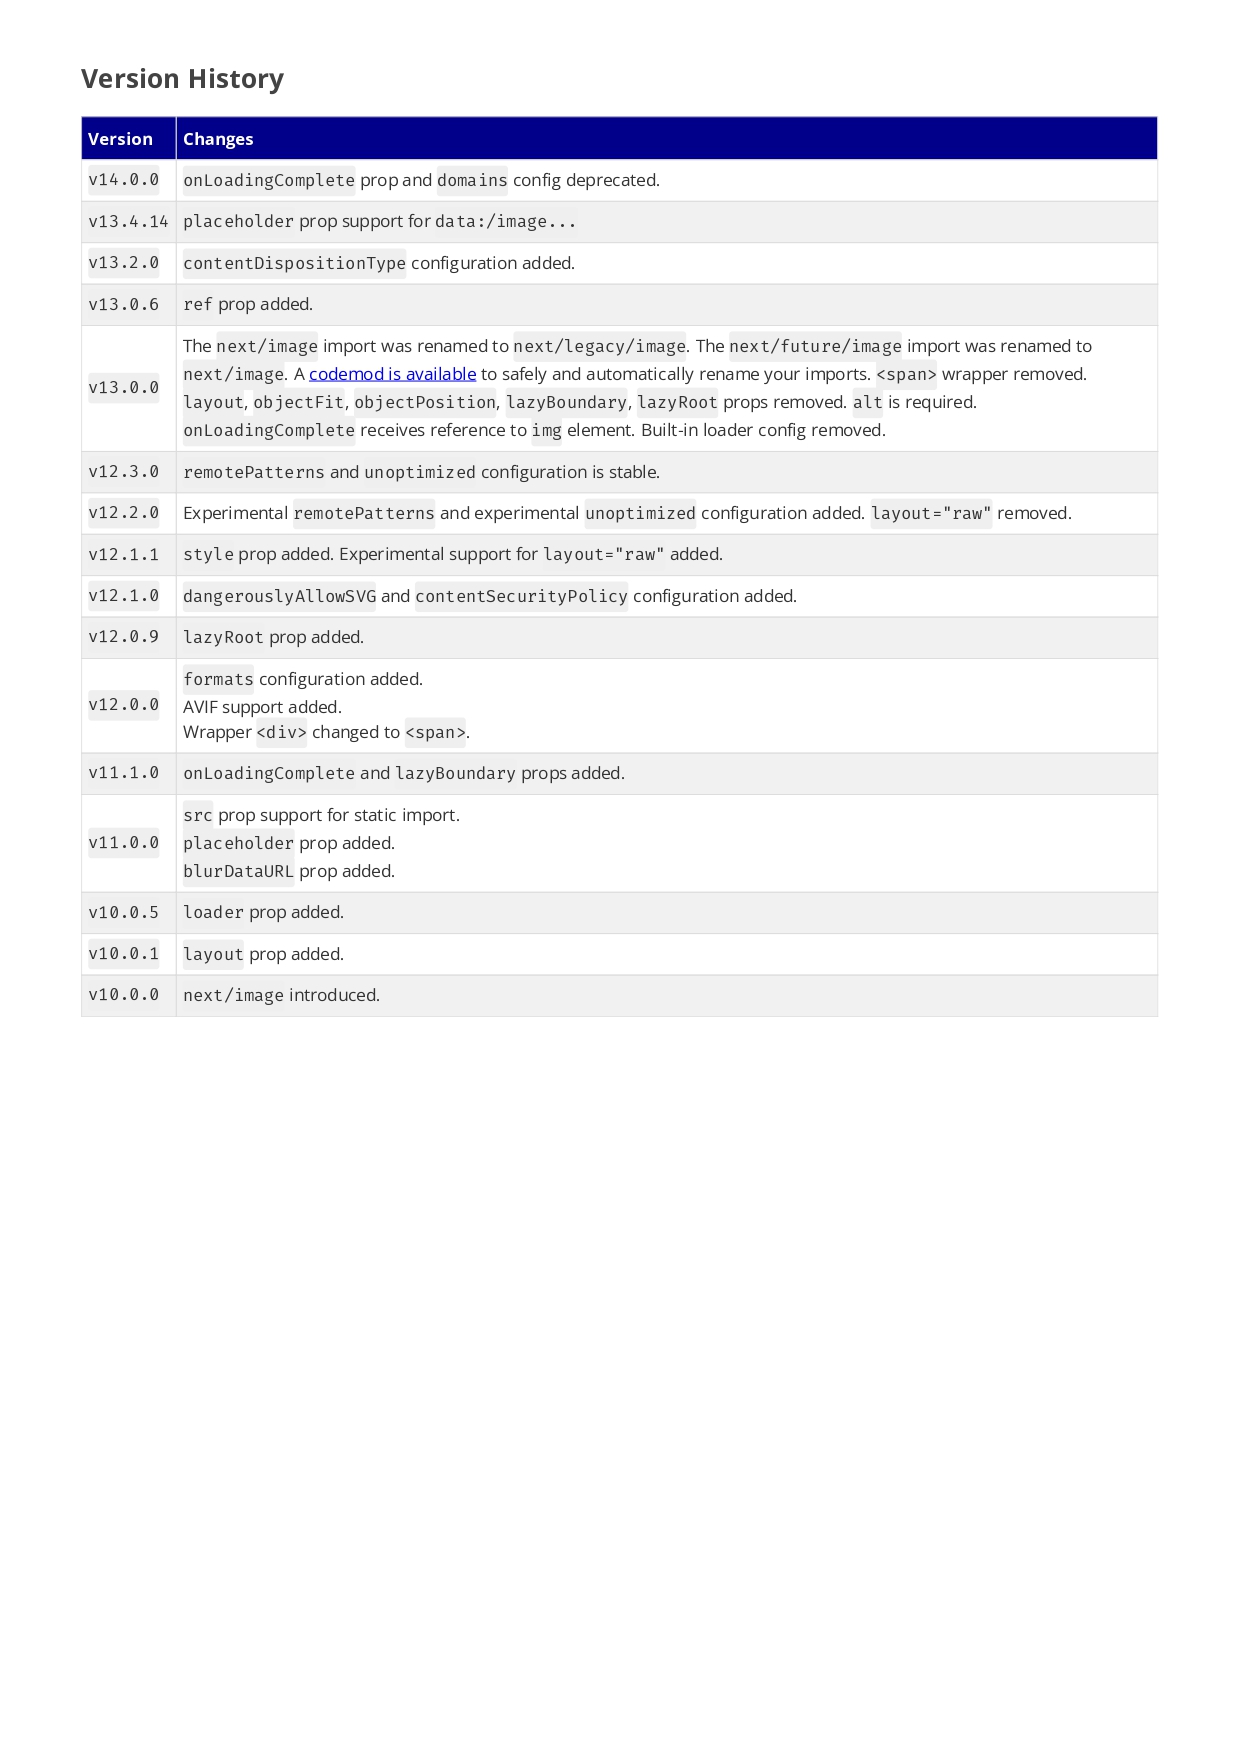 Version History
Version Changes
v14.0.0 onLoadingComplete prop and domains config deprecated.
v13.4.14 placeholder prop support for data:/image...
v13.2.0 contentDispositionType configuration added.
v13.0.6 ref prop added.
v13.0.0 The next/image import was renamed to next/legacy/image. The next/future/image import was renamed to
next/image. A codemod is available to safely and automatically rename your imports. <span> wrapper removed.
layout, objectFit, objectPosition, lazyBoundary, lazyRoot props removed. alt is required.
onLoadingComplete receives reference to img element. Built-in loader config removed.
v12.3.0 remotePatterns and unoptimized configuration is stable.
v12.2.0 Experimental remotePatterns and experimental unoptimized configuration added. layout="raw" removed.
v12.1.1 style prop added. Experimental support for layout="raw" added.
v12.1.0 dangerouslyAllowSVG and contentSecurityPolicy configuration added.
v12.0.9 lazyRoot prop added.
v12.0.0 formats configuration added.
AVIF support added.
Wrapper <div> changed to <span>.
v11.1.0 onLoadingComplete and lazyBoundary props added.
v11.0.0 src prop support for static import.
placeholder prop added.
blurDataURL prop added.
v10.0.5 loader prop added.
v10.0.1 layout prop added.
v10.0.0 next/image introduced.